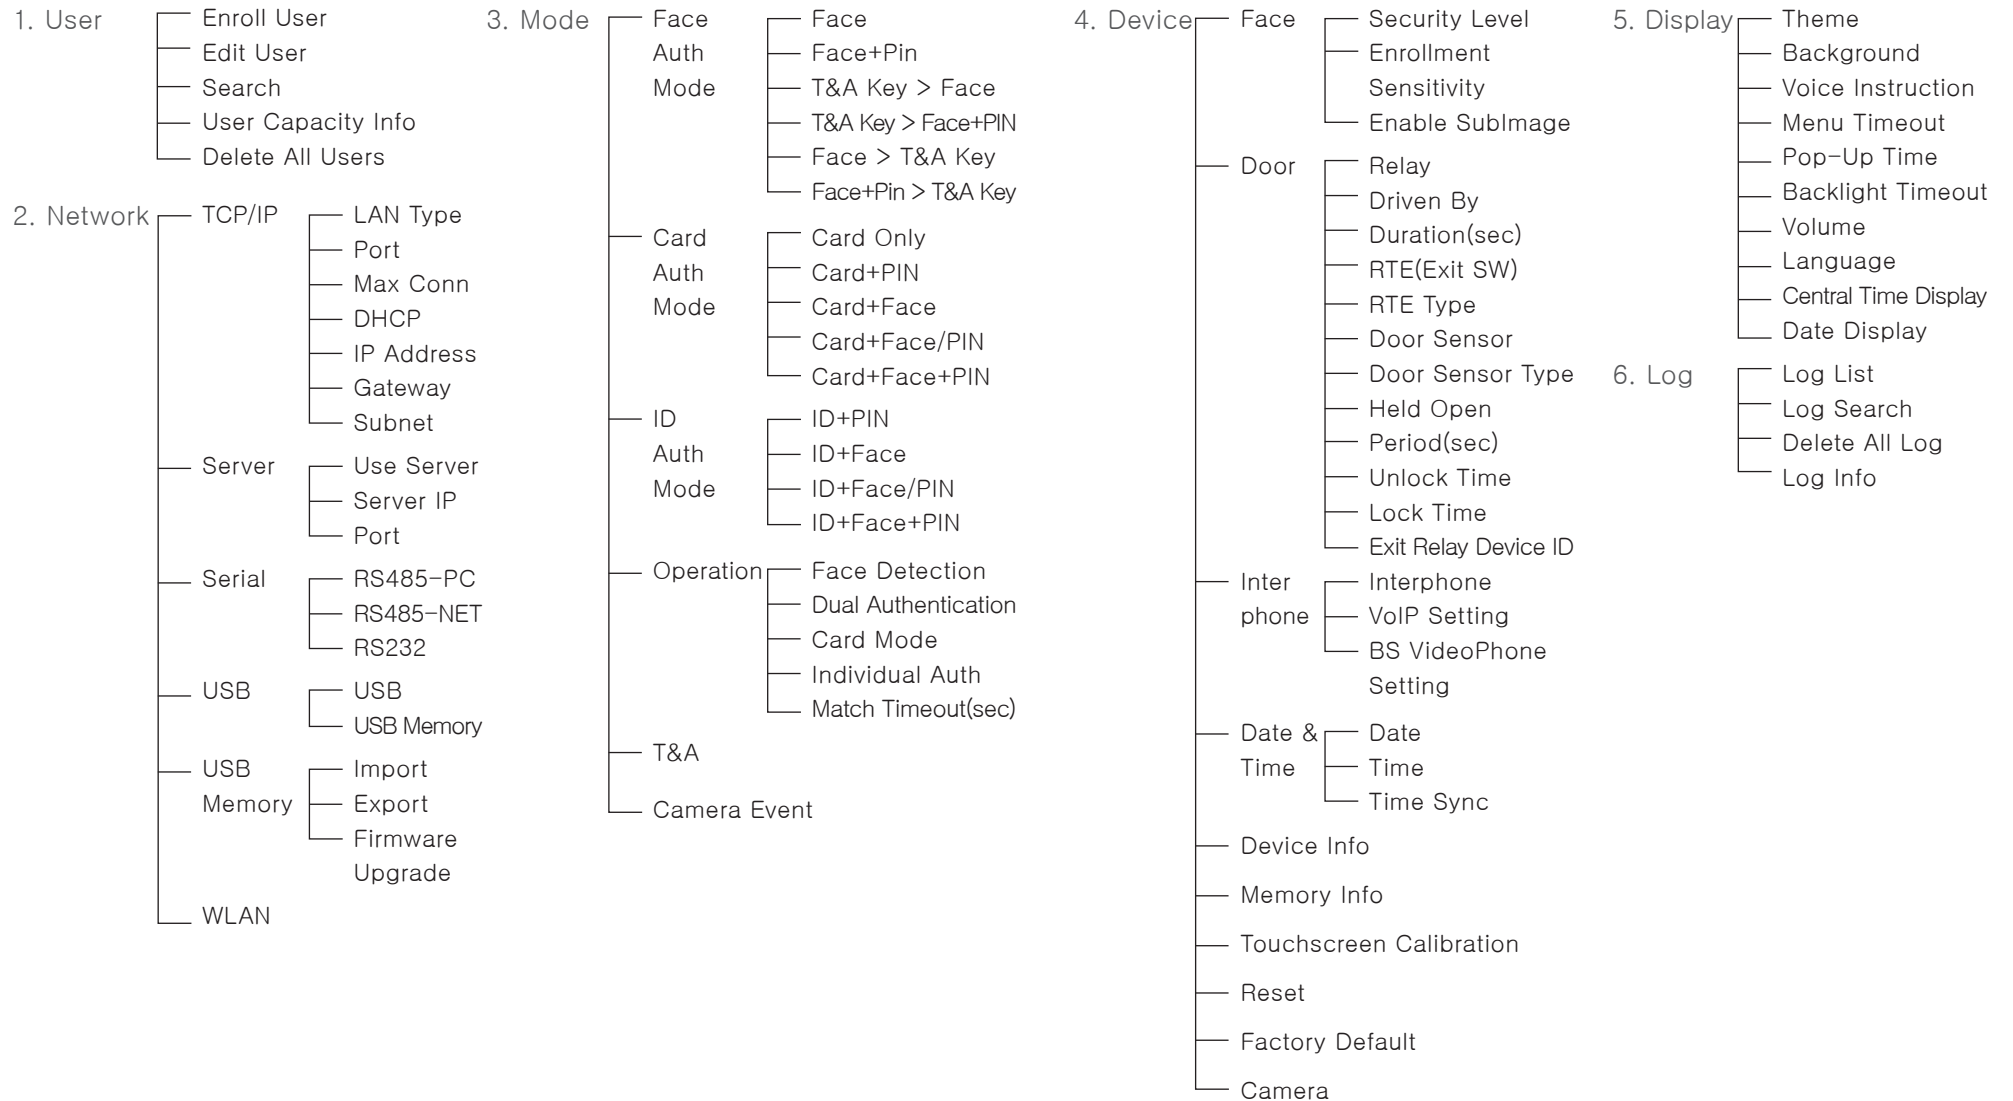 1. User
Enroll User
Edit User
Search
User Capacity Info
Delete All Users
2. Network
TCP/IP
LAN Type
Port
Max Conn
DHCP
IP Address
Gateway
Subnet
Server
Use Server
Server IP
Port
Serial
RS485-PC
RS485-NET
RS232
USB
USB
USB Memory
USB
Memory
Import
Export
Firmware
Upgrade
WLAN
3. Mode
Face
Auth
Mode
Face
Face+Pin
T&A Key > Face
T&A Key > Face+PIN
Face > T&A Key
Face+Pin > T&A Key
Card
Auth
Mode
Card Only
Card+PIN
Card+Face
Card+Face/PIN
Card+Face+PIN
ID
Auth
Mode
ID+PIN
ID+Face
ID+Face/PIN
ID+Face+PIN
Operation
Face Detection
Dual Authentication
Card Mode
Individual Auth
Match Timeout(sec)
T&A
Camera Event
4. Device
Face
Security Level
Enrollment
Sensitivity
Enable SubImage
Door
Relay
Driven By
Duration(sec)
RTE(Exit SW)
RTE Type
Door Sensor
Door Sensor Type
Held Open
Period(sec)
Unlock Time
Lock Time
Exit Relay Device ID
Inter
phone
Interphone
VoIP Setting
BS VideoPhone
Setting
Date &
Time
Date
Time
Time Sync
Device Info
Memory Info
Touchscreen Calibration
Reset
Factory Default
Camera
5. Display
Theme
Background
Voice Instruction
Menu Timeout
Pop-Up Time
Backlight Timeout
Volume
Language
Central Time Display
Date Display
6. Log
Log List
Log Search
Delete All Log
Log Info